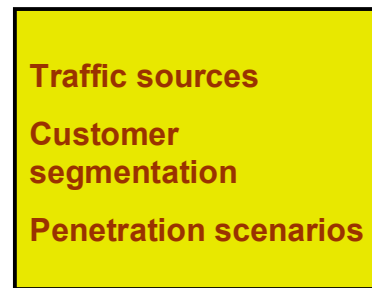 Traffic sources
Customer
segmentation
Penetration scenarios